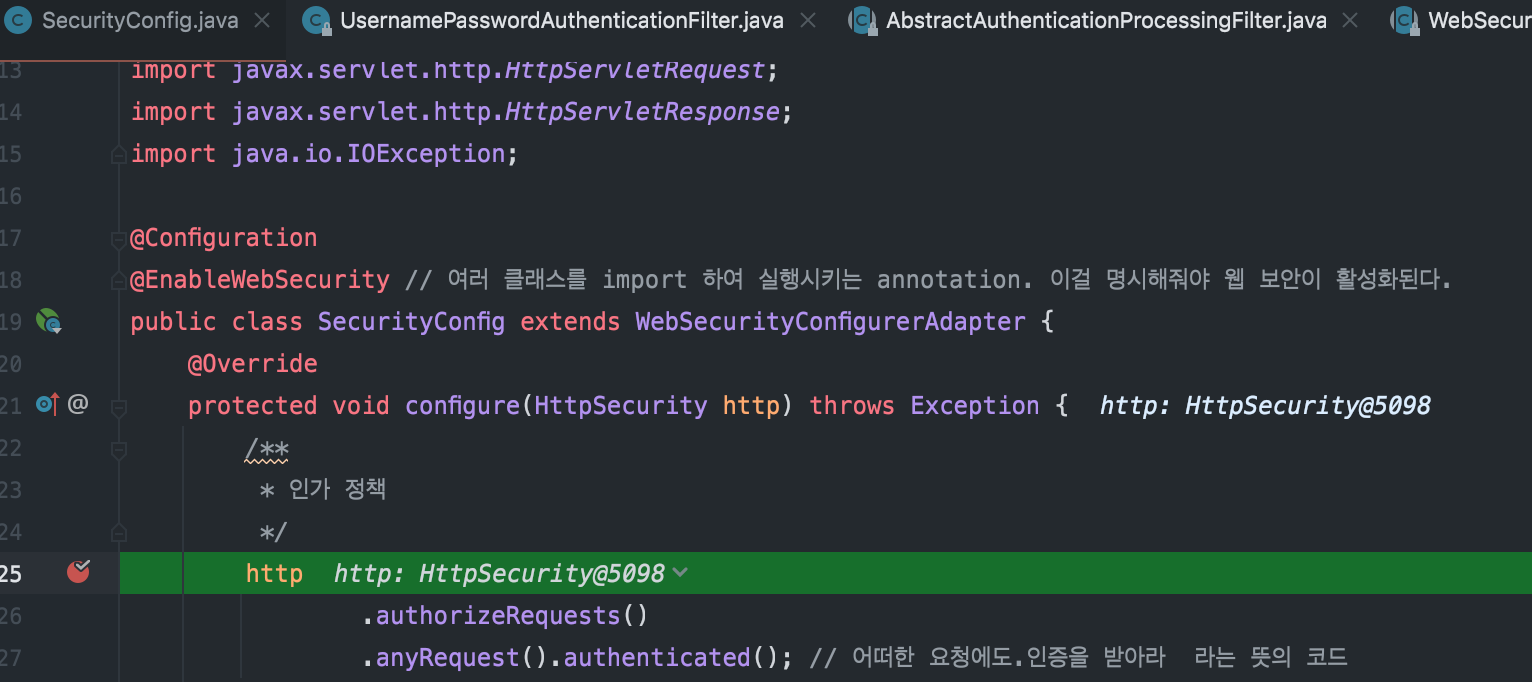 SecurityConfig.java UsernamePasswordAuthenticationFilter.java AbstractAuthenticationProcessingFilter.java WebSecur
13 import javax.servlet.http.HttpServletRequest;
14 import javax.servlet.http.HttpServletResponse;
15 import java.io.IOException;
16
17 @Configuration
18 @EnableWebSecurity // 여러 클래스를 import 하여 실행시키는 annotation. 이걸 명시해줘야 웹 보안이 활성화된다.
19 public class SecurityConfig extends WebSecurityConfigurerAdapter {
20 @Override
21 @ protected void configure(HttpSecurity http) throws Exception { http: HttpSecurity@5098
22 /**
23 * 인가 정책
24 */
25 http http: HttpSecurity@5098
26 .authorizeRequests()
27 .anyRequest().authenticated(); // 어떠한 요청에도.인증을 받아라 라는 뜻의 코드